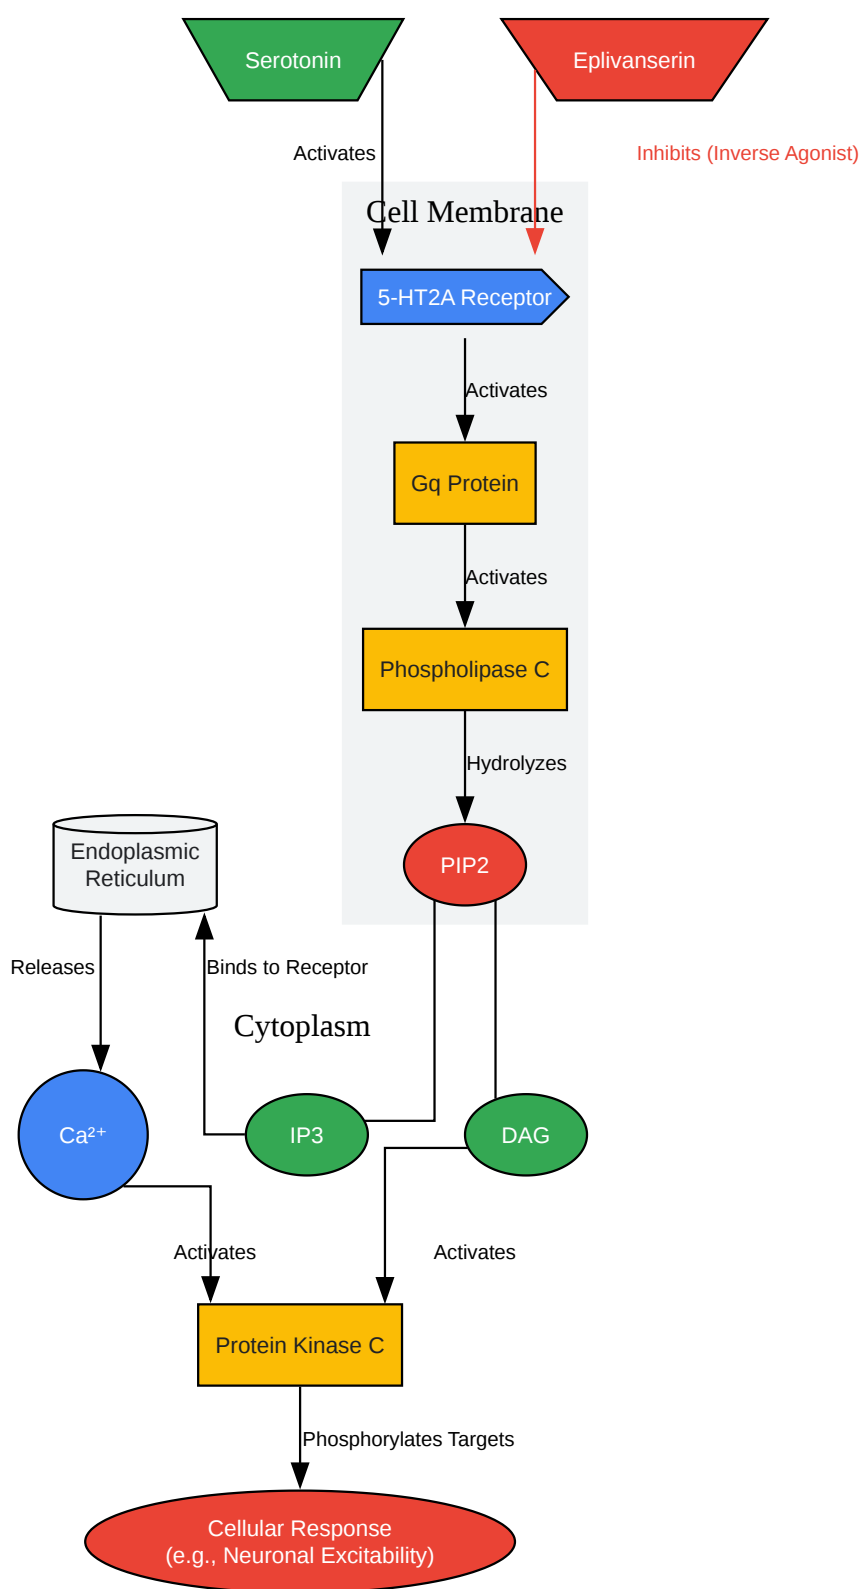 Serotonin
Eplivanserin
Activates
Inhibits (Inverse Agonist)
Cell Membrane
5-HT2A Receptor
Activates
Gq Protein
Activates
Phospholipase C
Hydrolyzes
Endoplasmic
Reticulum
PIP2
Releases
Binds to Receptor
Cytoplasm
Ca²⁺
IP3
DAG
Activates
Activates
Protein Kinase C
Phosphorylates Targets
Cellular Response
(e.g., Neuronal Excitability)